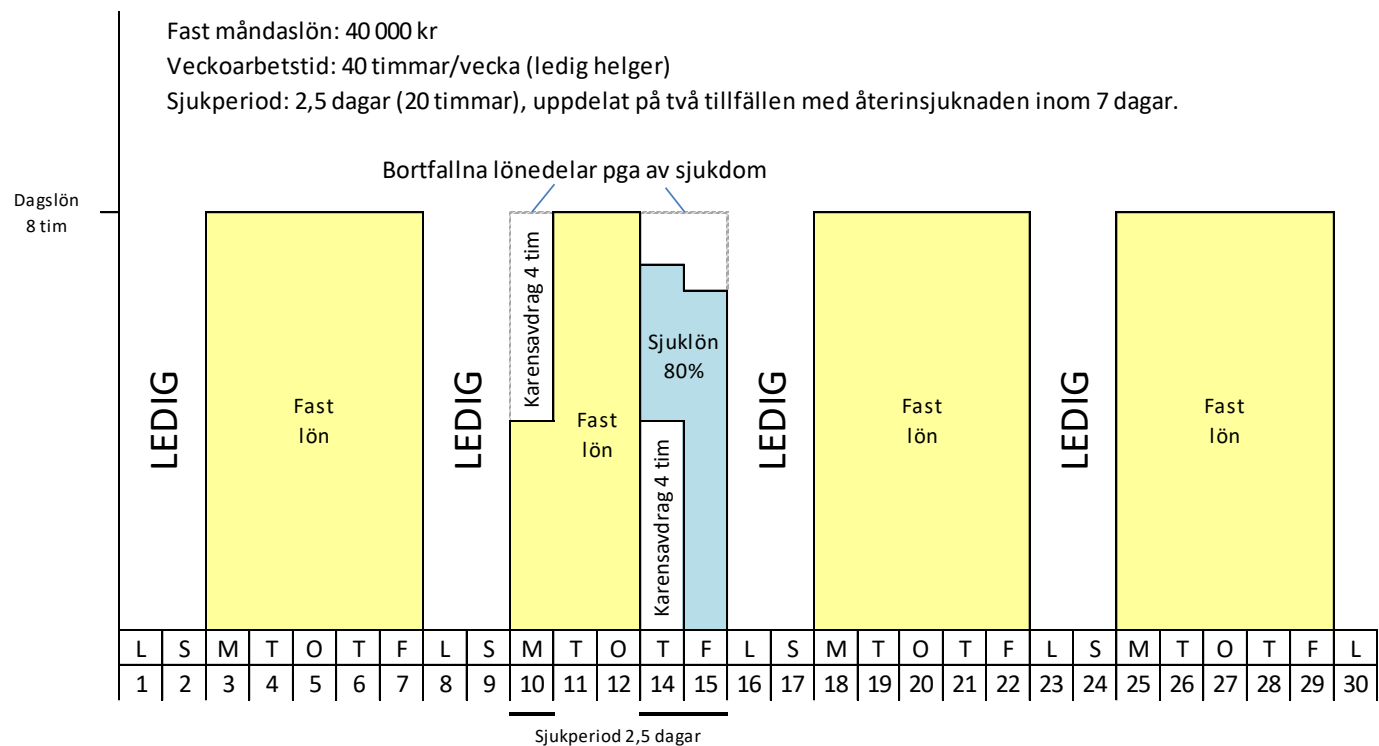 Fast måndaslön: 40 000 kr
Veckoarbetstid: 40 timmar/vecka (ledig helger)
Sjukperiod: 2,5 dagar (20 timmar), uppdelat på två tillfällen med återinsjuknaden inom 7 dagar.
Bortfallna lönedelar pga av sjukdom
Dagslön
8 tim
LEDIG
Fast
lön
LEDIG
Karensavdrag 4 tim
Fast
lön
Sjuklön
80%
Karensavdrag 4 tim
LEDIG
Fast
lön
LEDIG
Fast
lön
L S M T O T F L S M T O T F L S M T O T F L S M T O T F L
1 2 3 4 5 6 7 8 9 10 11 12 14 15 16 17 18 19 20 21 22 23 24 25 26 27 28 29 30
Sjukperiod 2,5 dagar